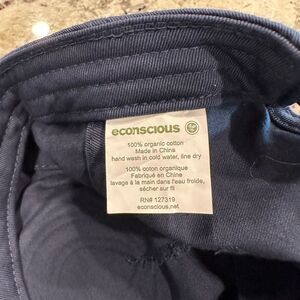 econscious
100% organic cotton
Made in China
hand wash in cold water, line dry
100% coton organique
Fabriqué en Chine
lavage à la main dans l'eau froide,
sécher sur fil
RN# 127319
econscious.net